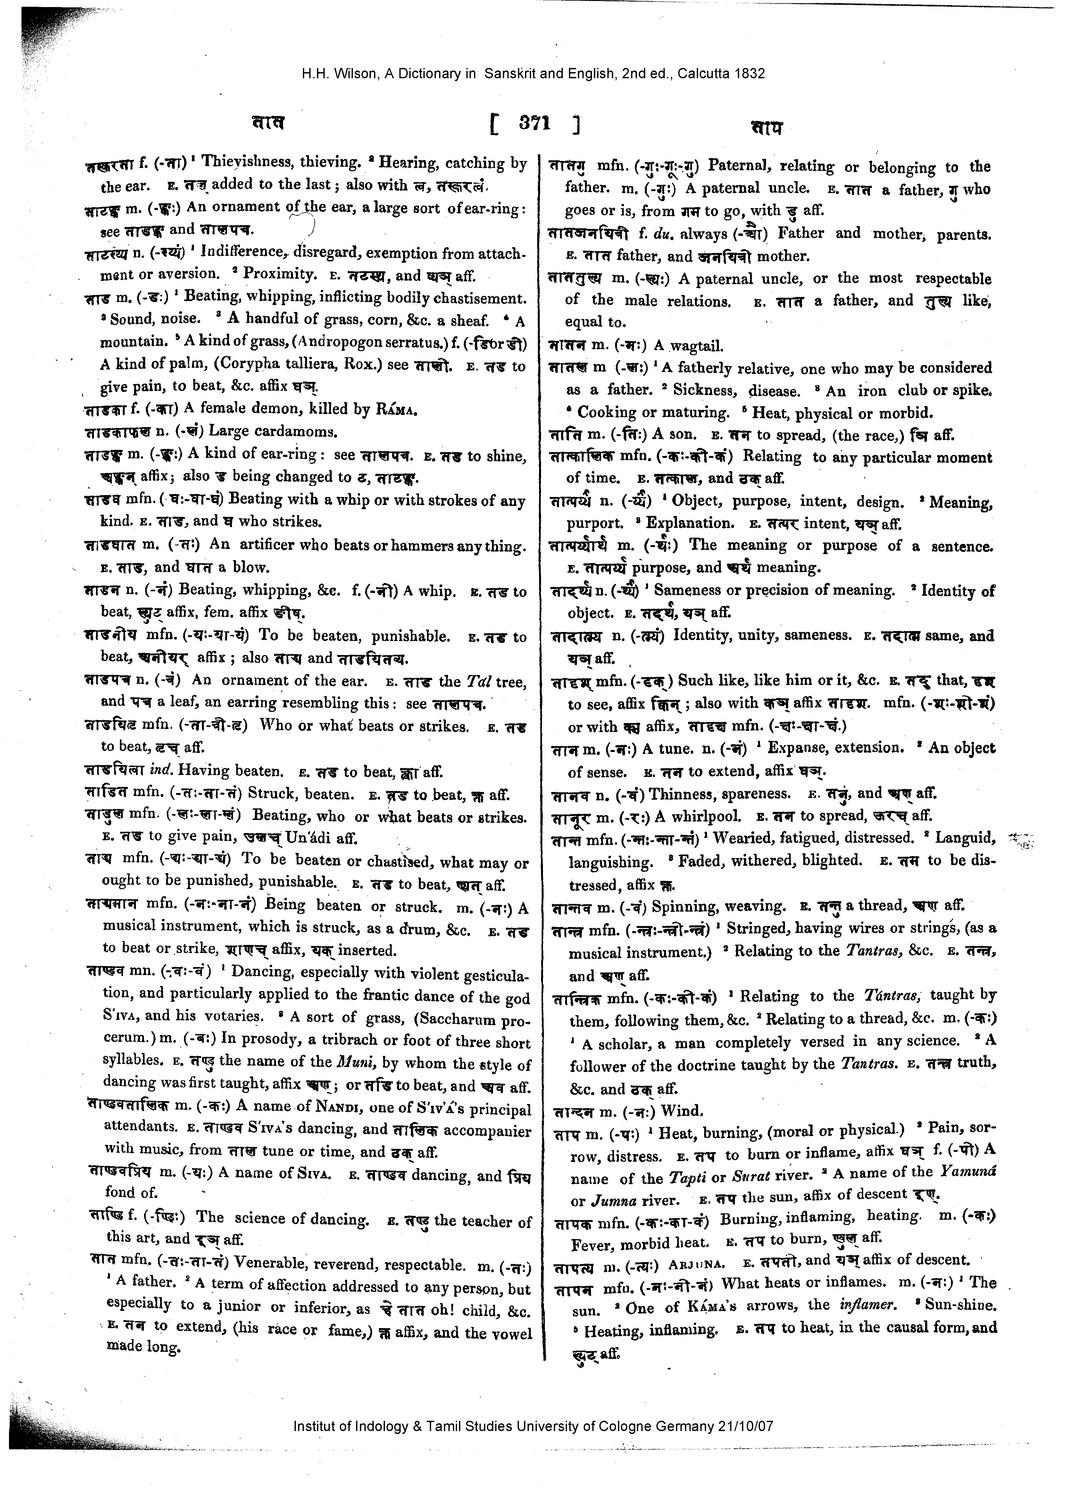 H.H. Wilson, A Dictionary in Sanskrit and English, 2nd ed., Calcutta 1832
तात [ 371 ] ताप
तस्करता f. (-ता) ¹ Thievishness, thieving. ² Hearing, catching by
the ear. E. तल् added to the last; also with त्व, तस्करत्वं.
ताटङ्क m. (-ङ्कः) An ornament of the ear, a large sort of ear-ring:
see ताडङ्क and तालपत्र.
ताटस्थ्य n. (-स्थ्यं) ¹ Indifference, disregard, exemption from attach-
ment or aversion. ² Proximity. E. तटस्थ, and ष्यञ् aff.
ताड m. (-डः) ¹ Beating, whipping, inflicting bodily chastisement.
² Sound, noise. ³ A handful of grass, corn, &c. a sheaf. ⁴ A
mountain. ⁵ A kind of grass, (Andropogon serratus.) f. (-डिor डी)
A kind of palm, (Corypha talliera, Rox.) see ताली. E. तड to
give pain, to beat, &c. affix घञ्.
ताडका f. (-का) A female demon, killed by RÁMA.
ताडकाफल n. (-लं) Large cardamoms.
ताडङ्क m. (-ङ्कः) A kind of ear-ring: see तालपत्र. E. तड to shine,
अङ्कन् affix; also ड being changed to ट, ताटङ्क.
ताडघ mfn. (घः-घा-घं) Beating with a whip or with strokes of any
kind. E. ताड, and घ who strikes.
ताडघात m. (-तः) An artificer who beats or hammers any thing.
E. ताड, and घात a blow.
ताडन n. (-नं) Beating, whipping, &c. f. (-नी) A whip. E. तड to
beat, ल्युट् affix, fem. affix ङीष्.
ताडनीय mfn. (-यः-या-यं) To be beaten, punishable. E. तड to
beat, अनीयर् affix; also ताद्य and ताडयितव्य.
ताडपत्र n. (-त्रं) An ornament of the ear. E. ताड the Tal tree,
and पत्र a leaf, an earring resembling this: see तालपत्र.
ताडयितृ mfn. (-ता-त्री-तृ) Who or what beats or strikes. E. तड
to beat, तृच् aff.
ताडयित्वा ind. Having beaten. E. तड to beat, क्त्वा aff.
ताडित mfn. (-तः-ता-तं) Struck, beaten. E. तड to beat, क्त aff.
ताडुल mfn. (-लः-ला-लं) Beating, who or what beats or strikes.
E. तड to give pain, उलच् Un'ádi aff.
ताड्य mfn. (-ड्यः-ड्या-ड्यं) To be beaten or chastised, what may or
ought to be punished, punishable. E. तड to beat, ण्यत् aff.
ताड्यमान mfn. (-नः-ना-नं) Being beaten or struck. m. (-नः) A
musical instrument, which is struck, as a drum, &c. E. तड
to beat or strike, शानच् affix, यक् inserted.
ताण्डव mn. (-वः-वं) ¹ Dancing, especially with violent gesticula-
tion, and particularly applied to the frantic dance of the god
S'IVA, and his votaries. ² A sort of grass, (Saccharum pro-
cerum.) m. (-वः) In prosody, a tribrach or foot of three short
syllables. E. तण्डु the name of the Muni, by whom the style of
dancing was first taught, affix अण्; or तडि to beat, and अव aff.
ताण्डवतालिक m. (-कः) A name of NANDI, one of S'IVA's principal
attendants. E. ताण्डव S'IVA's dancing, and तालिक accompanier
with music, from ताल tune or time, and ठक् aff.
ताण्डवप्रिय m. (-यः) A name of SIVA. E. ताण्डव dancing, and प्रिय
fond of.
ताण्डि f. (-ण्डिः) The science of dancing. E. तण्डु the teacher of
this art, and इञ् aff.
तात mfn. (-तः-ता-तं) Venerable, reverend, respectable. m. (-तः)
¹ A father. ² A term of affection addressed to any person, but
especially to a junior or inferior, as हे तात oh! child, &c.
E. तन to extend, (his race or fame,) क्त affix, and the vowel
made long.
तातगु mfn. (-गुः-गूः-गु) Paternal, relating or belonging to the
father. m. (-गुः) A paternal uncle. E. तात a father, गु who
goes or is, from गम to go, with डु aff.
तातजनयित्री f. du. always (-त्र्यौ) Father and mother, parents.
E. तात father, and जनयित्री mother.
ताततुल्य m. (-ल्यः) A paternal uncle, or the most respectable
of the male relations. E. तात a father, and तुल्य like,
equal to.
तातन m. (-नः) A wagtail.
तातल m (-लः) ¹ A fatherly relative, one who may be considered
as a father. ² Sickness, disease. ³ An iron club or spike.
⁴ Cooking or maturing. ⁵ Heat, physical or morbid.
ताति m. (-तिः) A son. E. तन to spread, (the race,) क्तिञ् aff.
तात्कालिक mfn. (-कः-की-कं) Relating to any particular moment
of time. E. तत्काल, and ठक् aff.
तात्पर्य्य n. (-र्य्यं) ¹ Object, purpose, intent, design. ² Meaning,
purport. ³ Explanation. E. तत्पर intent, ष्यञ् aff.
तात्पर्य्यार्थ m. (-र्थः) The meaning or purpose of a sentence.
E. तात्पर्य्य purpose, and अर्थ meaning.
तादर्थ्य n. (-र्थ्यं) ¹ Sameness or precision of meaning. ² Identity of
object. E. तदर्थ, ष्यञ् aff.
तादात्म्य n. (-त्म्यं) Identity, unity, sameness. E. तदात्म same, and
ष्यञ् aff.
तादृश् mfn. (-दृक्) Such like, like him or it, &c. E. तद् that, दृश
to see, affix क्विन्; also with कञ् affix तादृश. mfn. (-शः-शी-शं)
or with क्स affix, तादृक्ष mfn. (-क्षः-क्षा-क्षं.)
तान m. (-नः) A tune. n. (-नं) ¹ Expanse, extension. ² An object
of sense. E. तन to extend, affix घञ्.
तानव n. (-वं) Thinness, spareness. E. तनु, and अण् aff.
तानूर m. (-रः) A whirlpool. E. तन to spread, ऊरच् aff.
तान्त mfn. (-न्तः-न्ता-न्तं) ¹ Wearied, fatigued, distressed. ² Languid,
languishing. ³ Faded, withered, blighted. E. तम to be dis-
tressed, affix क्त.
तान्तव m. (-वं) Spinning, weaving. E. तन्तु a thread, अण् aff.
तान्त्र mfn. (-न्त्रः-न्त्री-न्त्रं) ¹ Stringed, having wires or strings, (as a
musical instrument.) ² Relating to the Tantras, &c. E. तन्त्र,
and अण् aff.
तान्त्रिक mfn. (-कः-की-कं) ¹ Relating to the Tántras, taught by
them, following them, &c. ² Relating to a thread, &c. m. (-कः)
¹ A scholar, a man completely versed in any science. ² A
follower of the doctrine taught by the Tantras. E. तन्त्र truth,
&c. and ठक् aff.
तान्दन m. (-नः) Wind.
ताप m. (-पः) ¹ Heat, burning, (moral or physical.) ² Pain, sor-
row, distress. E. तप to burn or inflame, affix घञ् f. (-पी) A
name of the Tapti or Surat river. ² A name of the Yamuná
or Jumna river. E. तप the sun, affix of descent इण्.
तापक mfn. (-कः-का-कं) Burning, inflaming, heating. m. (-कः)
Fever, morbid heat. E. तप to burn, ण्वुल् aff.
तापत्य m. (-त्यः) ARJUNA. E. तपती, and यञ् affix of descent.
तापन mfn. (-नः-नी-नं) What heats or inflames. m. (-नः) ¹ The
sun. ² One of KÁMA'S arrows, the inflamer. ³ Sun-shine.
⁵ Heating, inflaming. E. तप to heat, in the causal form, and
ल्युट् aff.
Institut of Indology & Tamil Studies University of Cologne Germany 21/10/07